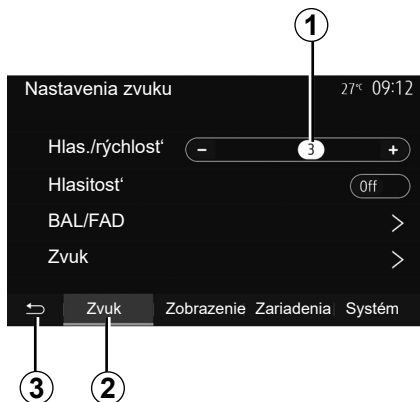 1
Nastavenia zvuku 27°C 09:12
Hlas./rýchlosť - 3 +
Hlasitosť Off
BAL/FAD >
Zvuk >
Zvuk Zobrazenie Zariadenia Systém
3 2